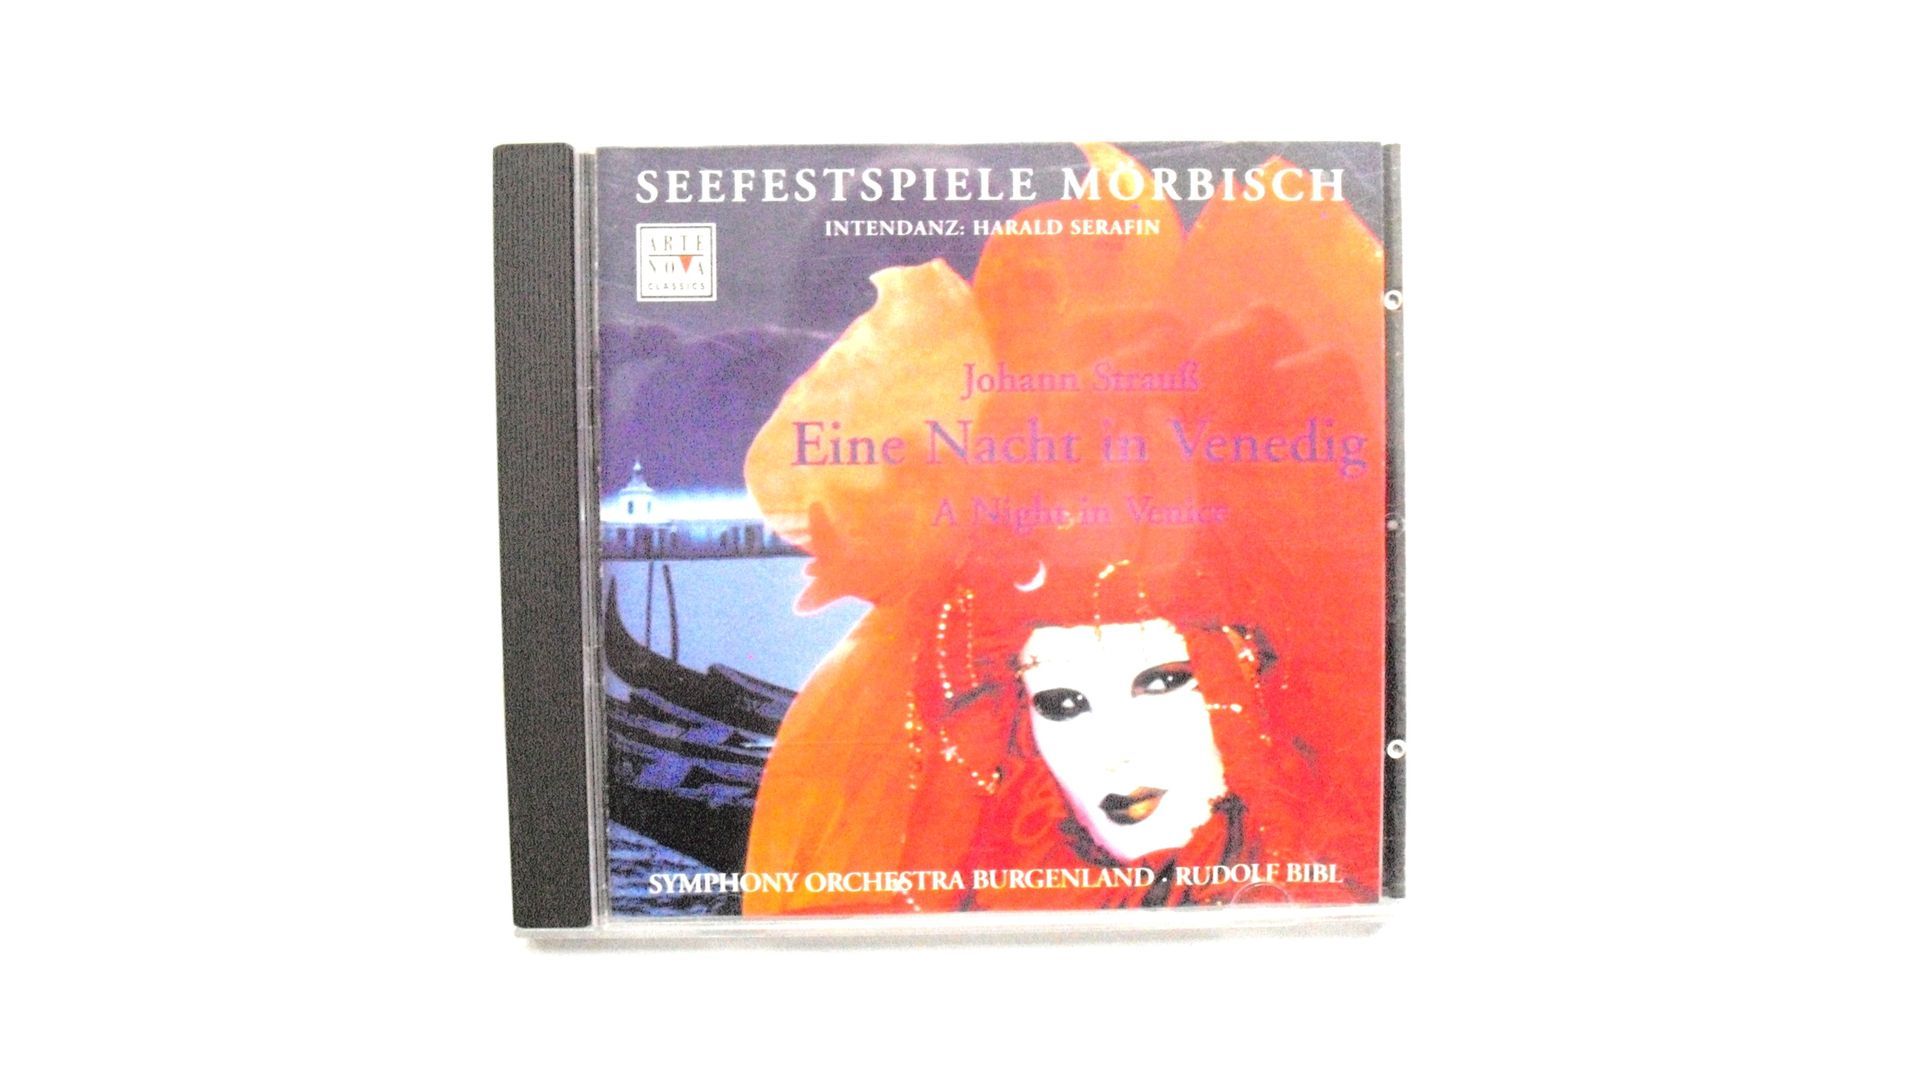 SEEFESTSPIELE MÖRBISCH
INTENDANZ: HARALD SERAFIN
ARTE
NOVA
CLASSICS
Johann Strauß
Eine Nacht in Venedig
A Night in Venice
SYMPHONY ORCHESTRA BURGENLAND · RUDOLF BIBL